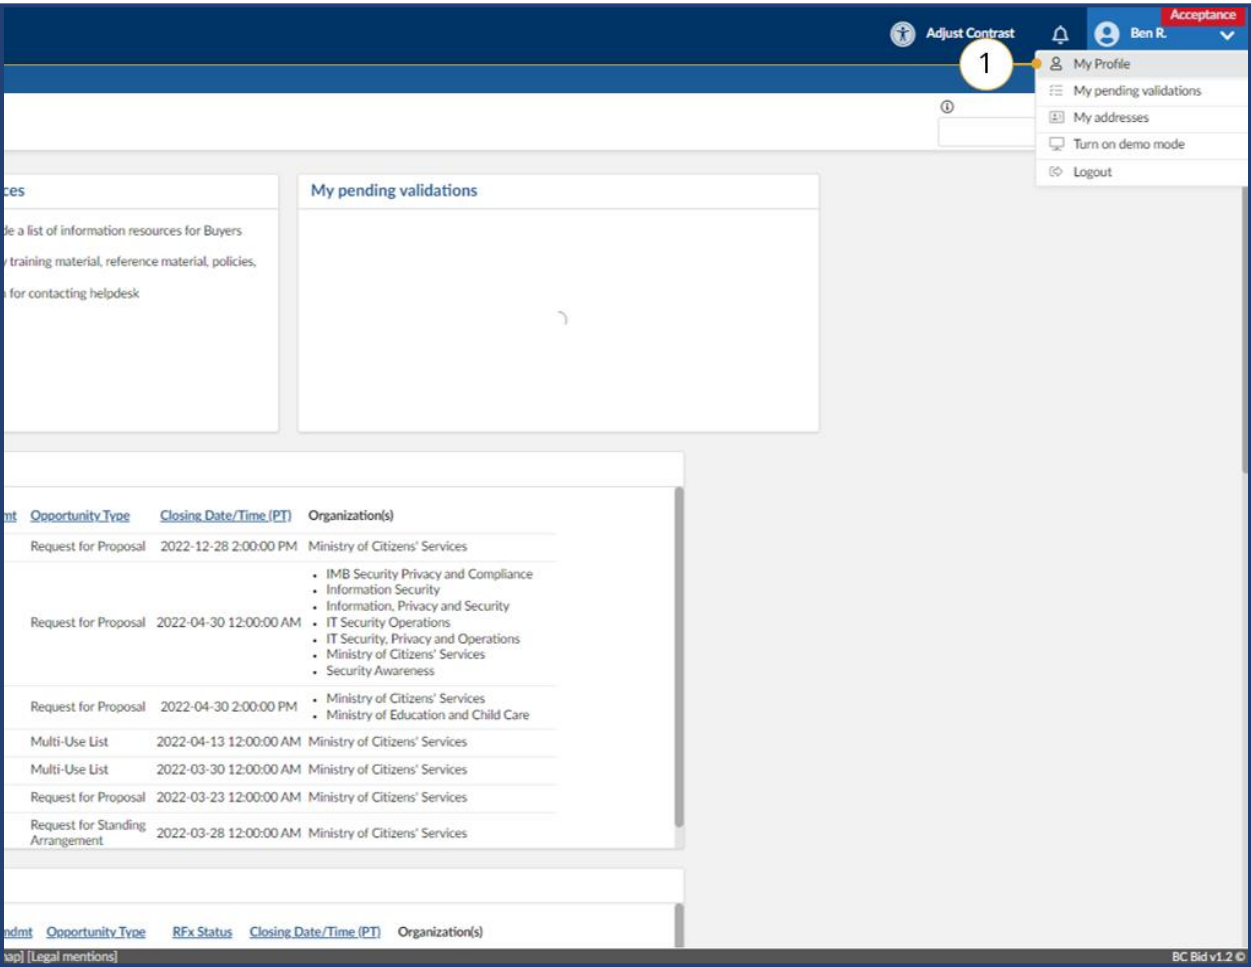 Acceptance
Adjust Contrast
Ben R.
1
My Profile
My pending validations
My addresses
Turn on demo mode
Logout
ces
My pending validations
de a list of information resources for Buyers
y training material, reference material, policies,
n for contacting helpdesk
mt Opportunity Type Closing Date/Time (PT) Organization(s)
Request for Proposal 2022-12-28 2:00:00 PM Ministry of Citizens' Services
• IMB Security Privacy and Compliance
• Information Security
• Information, Privacy and Security
Request for Proposal 2022-04-30 12:00:00 AM • IT Security Operations
• IT Security, Privacy and Operations
• Ministry of Citizens' Services
• Security Awareness
Request for Proposal 2022-04-30 2:00:00 PM • Ministry of Citizens' Services
• Ministry of Education and Child Care
Multi-Use List 2022-04-13 12:00:00 AM Ministry of Citizens' Services
Multi-Use List 2022-03-30 12:00:00 AM Ministry of Citizens' Services
Request for Proposal 2022-03-23 12:00:00 AM Ministry of Citizens' Services
Request for Standing
Arrangement 2022-03-28 12:00:00 AM Ministry of Citizens' Services
ndmt Opportunity Type RFx Status Closing Date/Time (PT) Organization(s)
map] [Legal mentions] BC Bid v1.2 ©